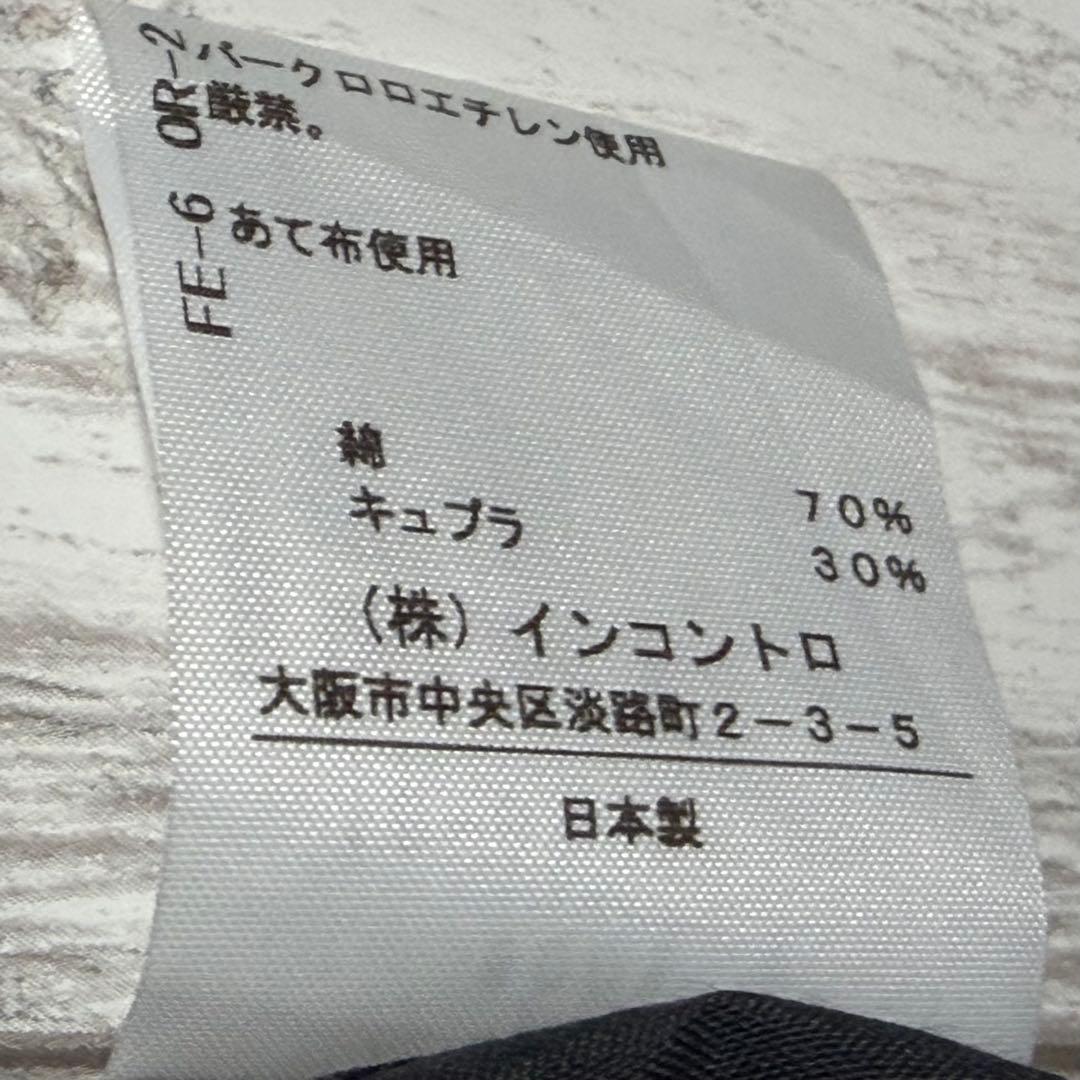 OR-2 パークロロエチレン使用
厳禁。
FE-6 あて布使用
綿 70%
キュプラ 30%
(株)インコントロ
大阪市中央区淡路町2-3-5
日本製